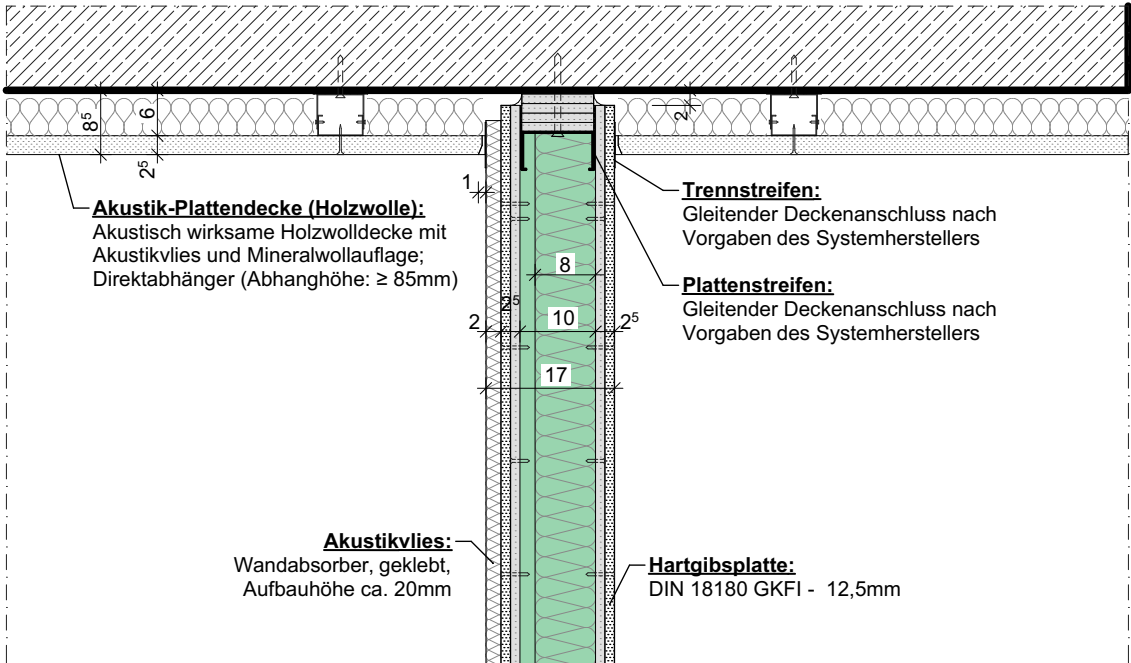 6
8⁵
2⁵
2
1
Akustik-Plattendecke (Holzwolle):
Akustisch wirksame Holzwolldecke mit
Akustikvlies und Mineralwollauflage;
Direktabhänger (Abhanghöhe: ≥ 85mm)
Trennstreifen:
Gleitender Deckenanschluss nach
Vorgaben des Systemherstellers
Plattenstreifen:
Gleitender Deckenanschluss nach
Vorgaben des Systemherstellers
8
2 2⁵ 10 2⁵
17
Akustikvlies:
Wandabsorber, geklebt,
Aufbauhöhe ca. 20mm
Hartgibsplatte:
DIN 18180 GKFI - 12,5mm